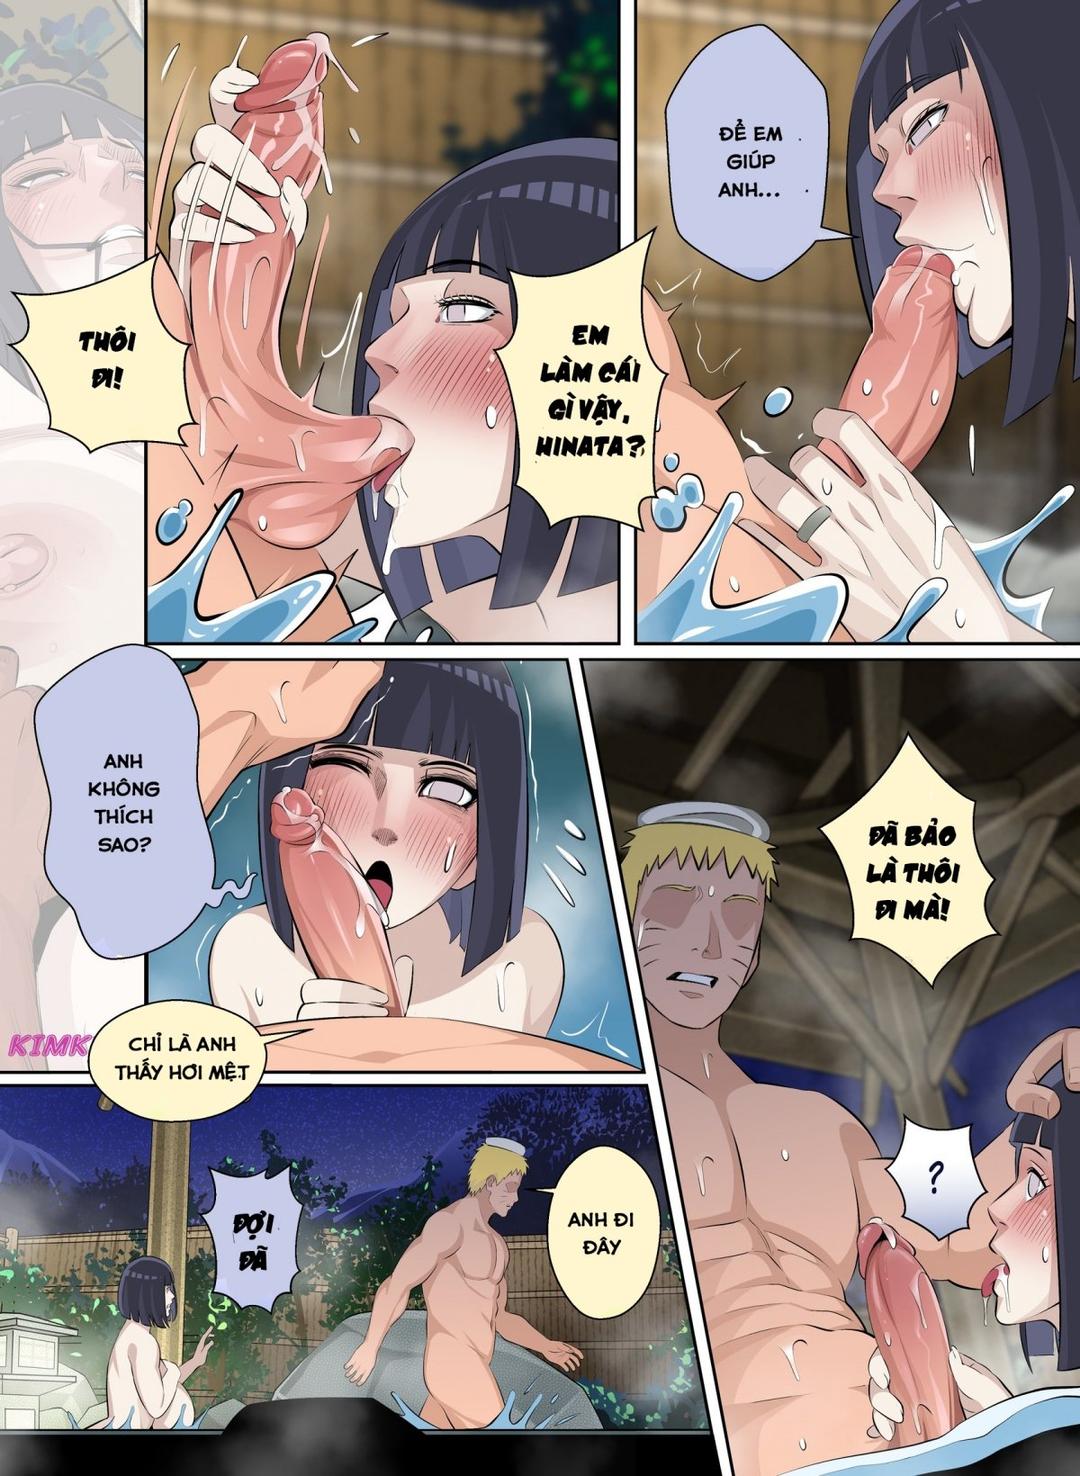 ĐỂ EM
GIÚP
ANH...
THÔI
ĐI!
EM
LÀM CÁI
GÌ VẬY,
HINATA?
ANH
KHÔNG
THÍCH
SAO?
ĐÃ BẢO
LÀ THÔI
ĐI MÀ!
?
CHỈ LÀ ANH
THẤY HƠI MỆT
ĐỢI
ĐÃ
ANH ĐI
ĐÂY
KIMK